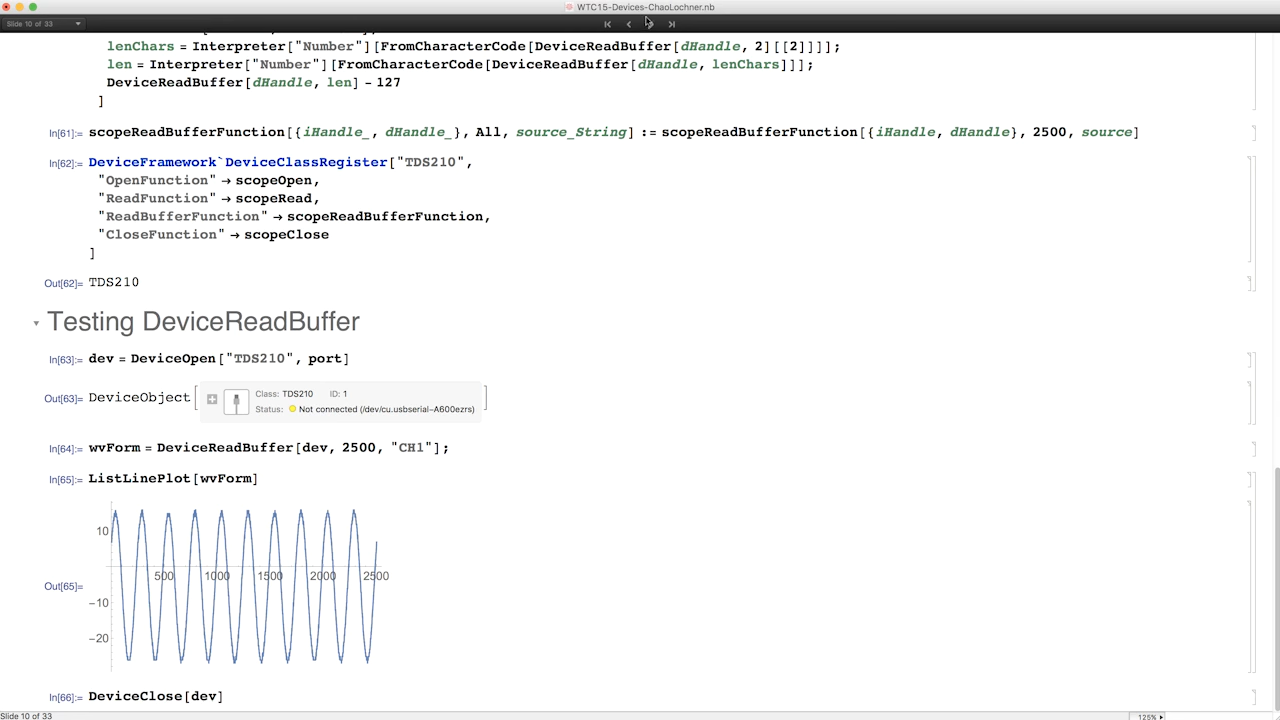 WTC15-Devices-ChaoLochner.nb
Slide 10 of 33
lenChars = Interpreter["Number"][FromCharacterCode[DeviceReadBuffer[dHandle, 2][[2]]]];
len = Interpreter["Number"][FromCharacterCode[DeviceReadBuffer[dHandle, lenChars]]];
DeviceReadBuffer[dHandle, len] - 127
]
In[61]:= scopeReadBufferFunction[{iHandle_, dHandle_}, All, source_String] := scopeReadBufferFunction[{iHandle, dHandle}, 2500, source]
In[62]:= DeviceFramework`DeviceClassRegister["TDS210",
"OpenFunction" → scopeOpen,
"ReadFunction" → scopeRead,
"ReadBufferFunction" → scopeReadBufferFunction,
"CloseFunction" → scopeClose
]
Out[62]= TDS210
Testing DeviceReadBuffer
In[63]:= dev = DeviceOpen["TDS210", port]
Out[63]= DeviceObject[
Class: TDS210 ID: 1
Status: Not connected (/dev/cu.usbserial-A600ezrs)
]
In[64]:= wvForm = DeviceReadBuffer[dev, 2500, "CH1"];
In[65]:= ListLinePlot[wvForm]
10
500 1000 1500 2000 2500
Out[65]=
-10
-20
In[66]:= DeviceClose[dev]
Slide 10 of 33
125%